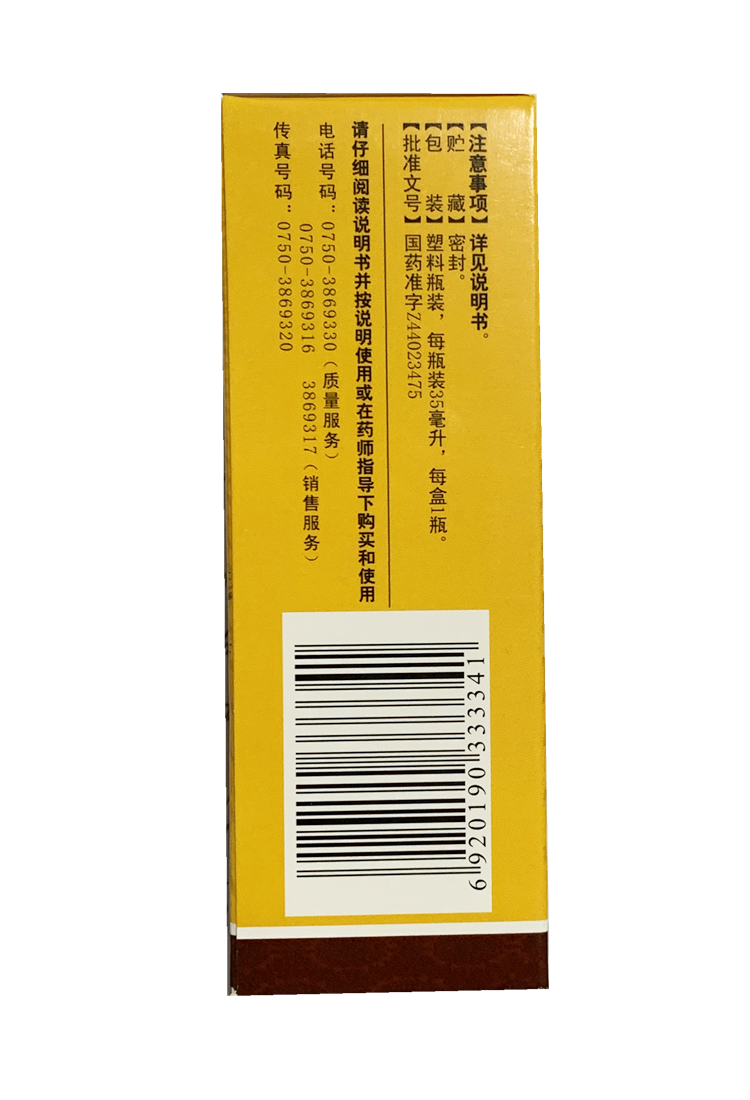 【注意事项】详见说明书。
【贮　　藏】密封。
【包　　装】塑料瓶装，每瓶装35毫升，每盒1瓶。
【批准文号】国药准字Z44023475
请仔细阅读说明书并按说明使用或在药师指导下购买和使用
电话号码：0750-3869330（质量服务）
0750-3869316　3869317（销售服务）
传真号码：0750-3869320
6 920190 333341